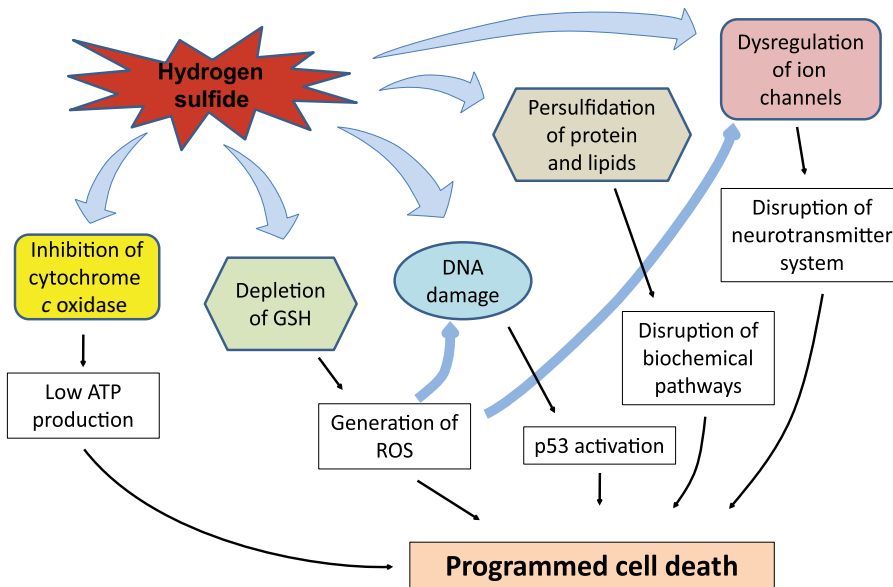 Hydrogen
sulfide
Dysregulation
of ion
channels
Persulfidation
of protein
and lipids
Inhibition of
cytochrome
c oxidase
Depletion
of GSH
DNA
damage
Disruption of
neurotransmitter
system
Low ATP
production
Generation of
ROS
p53 activation
Disruption of
biochemical
pathways
Programmed cell death